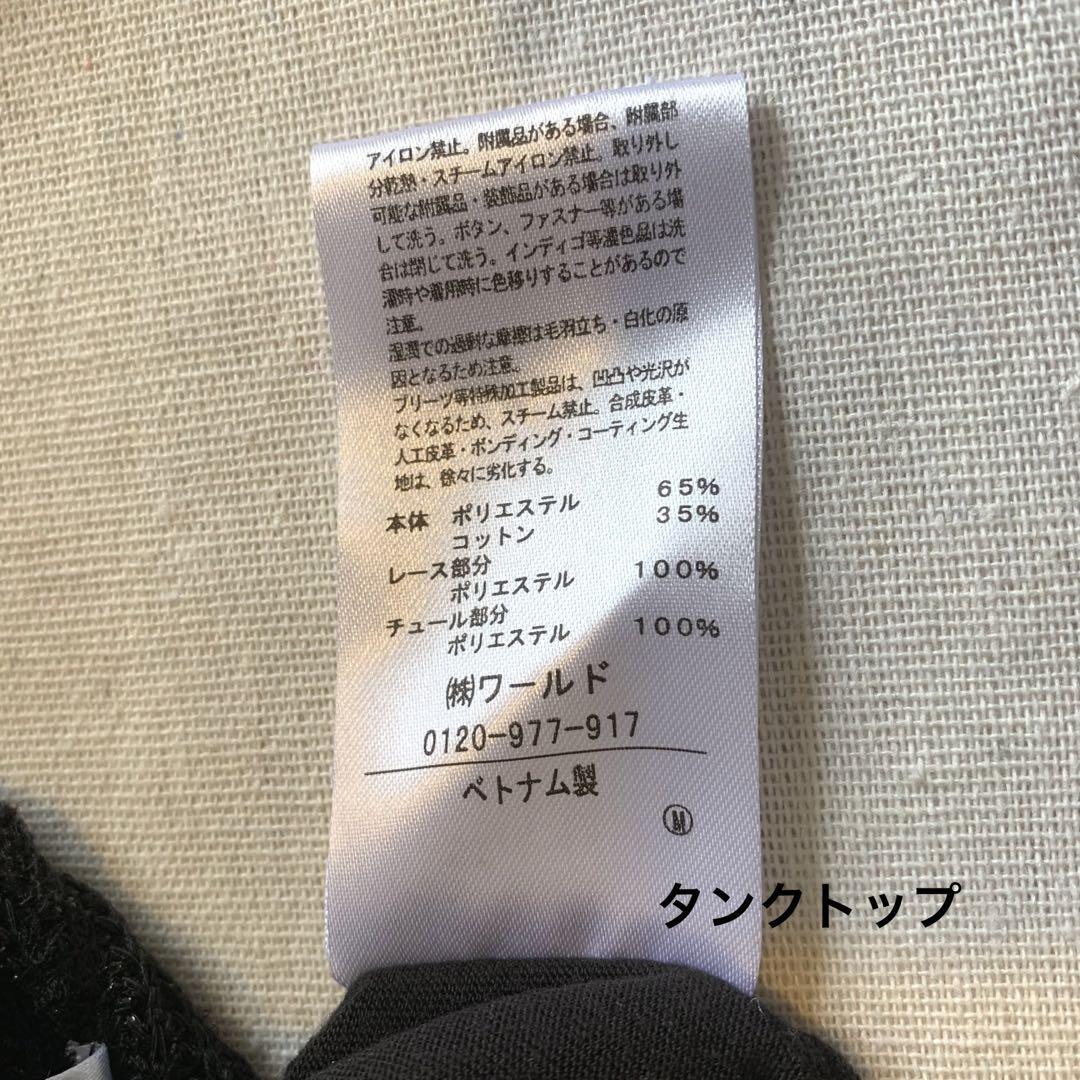 アイロン禁止。附属品がある場合、附属部
分乾熱・スチームアイロン禁止。取り外し
可能な附属品・装飾品がある場合は取り外
して洗う。ボタン、ファスナー等がある場
合は閉じて洗う。インディゴ等濃色品は洗
濯時や着用時に色移りすることがあるので
注意。
湿潤での過剰な摩擦は毛羽立ち・白化の原
因となるため注意。
プリーツ等特殊加工製品は、凹凸や光沢が
なくなるため、スチーム禁止。合成皮革・
人工皮革・ボンディング・コーティング生
地は、徐々に劣化する。
本体 ポリエステル 65%
コットン 35%
レース部分
ポリエステル 100%
チュール部分
ポリエステル 100%
㈱ワールド
0120-977-917
ベトナム製
タンクトップ